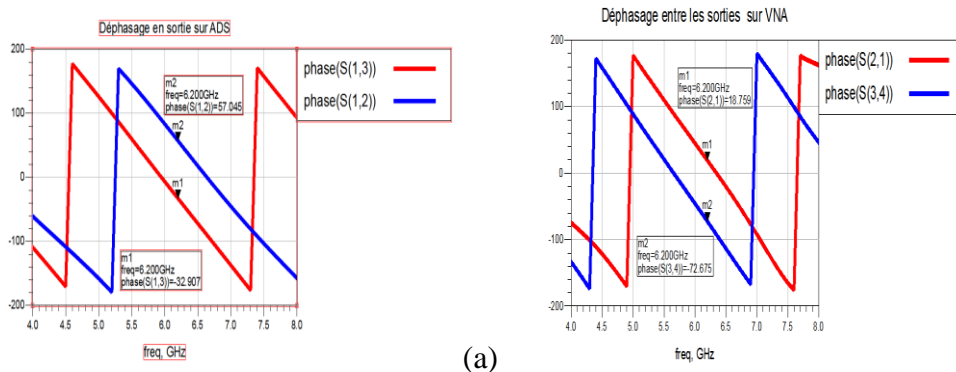 Déphasage en sortie sur ADS
200
100
0
-100
-200
4.0 4.5 5.0 5.5 6.0 6.5 7.0 7.5 8.0
freq, GHz
m2
freq=6.200GHz
phase(S(1,2))=57.045
m2
m1
m1
freq=6.200GHz
phase(S(1,3))=-32.907
phase(S(1,3))
phase(S(1,2))
(a)
Déphasage entre les sorties sur VNA
200
100
0
-100
-200
4.0 4.5 5.0 5.5 6.0 6.5 7.0 7.5 8.0
freq, GHz
m1
freq=6.200GHz
phase(S(2,1))=18.759
m1
m2
m2
freq=6.200GHz
phase(S(3,4))=-72.675
phase(S(2,1))
phase(S(3,4))